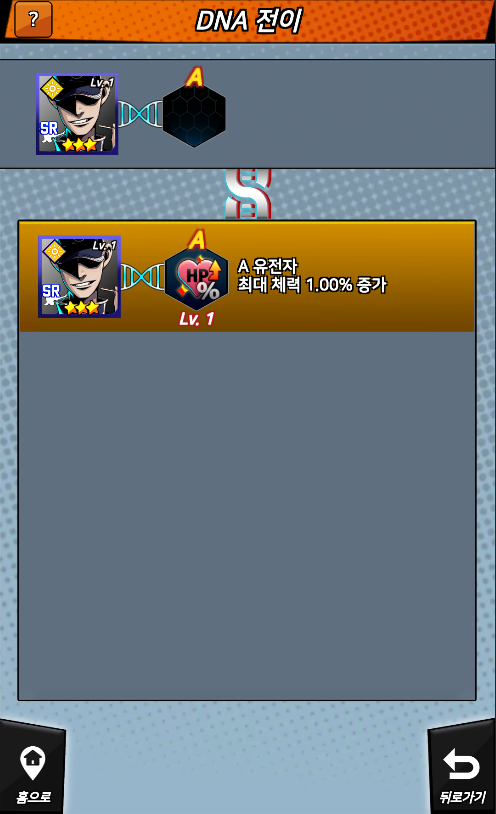 ?
DNA 전이
Lv. 1
SR
A
Lv. 1
SR
A
HP
%
Lv. 1
A 유전자
최대 체력 1.00% 증가
홈으로
뒤로가기